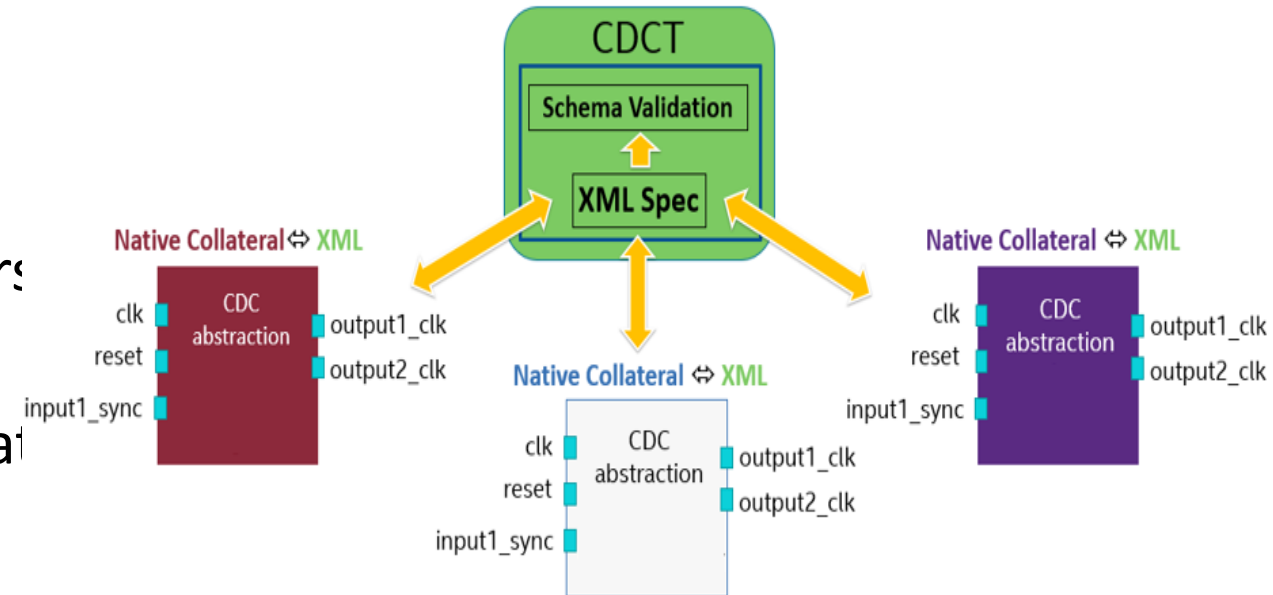 CDCT
Schema Validation
XML Spec
Native Collateral ⇔ XML
CDC
abstraction
clk
reset
input1_sync
output1_clk
output2_clk
Native Collateral ⇔ XML
CDC
abstraction
clk
reset
input1_sync
output1_clk
output2_clk
Native Collateral ⇔ XML
CDC
abstraction
clk
reset
input1_sync
output1_clk
output2_clk